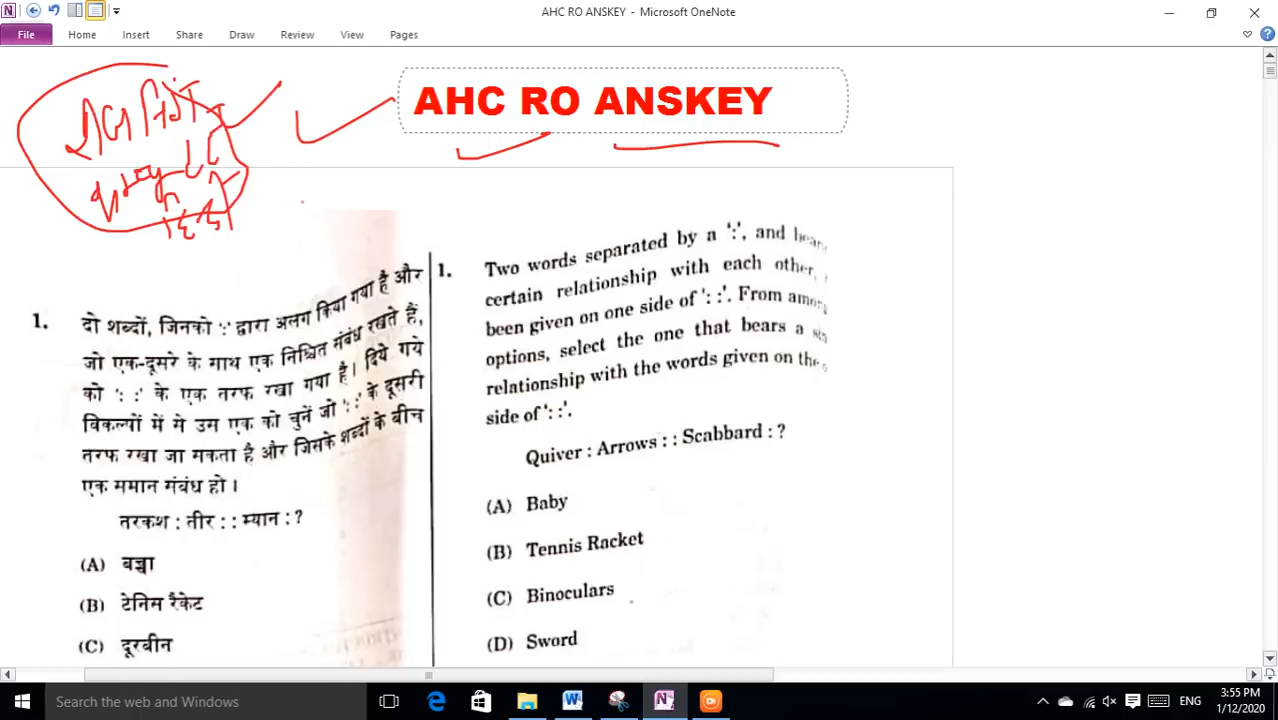 AHC RO ANSKEY - Microsoft OneNote
File Home Insert Share Draw Review View Pages
AHC RO ANSKEY
1. दो शब्दों, जिनको ':' द्वारा अलग किया गया है और
जो एक-दूसरे के साथ एक निश्चित संबंध रखते हैं,
को ': :' के एक तरफ रखा गया है। दिये गये
विकल्पों में से उस एक को चुनें जो ': :' के दूसरी
तरफ रखा जा सकता है और जिसके शब्दों के बीच
एक समान संबंध हो।
तरकश : तीर : : म्यान : ?
(A) बच्चा
(B) टेनिस रैकेट
(C) दूरबीन
1. Two words separated by a ':', and
certain relationship with each other,
been given on one side of ': :'. From
options, select the one that bears a
relationship with the words given on the
side of ': :'.
Quiver : Arrows : : Scabbard : ?
(A) Baby
(B) Tennis Racket
(C) Binoculars
(D) Sword
Search the web and Windows
ENG
3:55 PM
1/12/2020